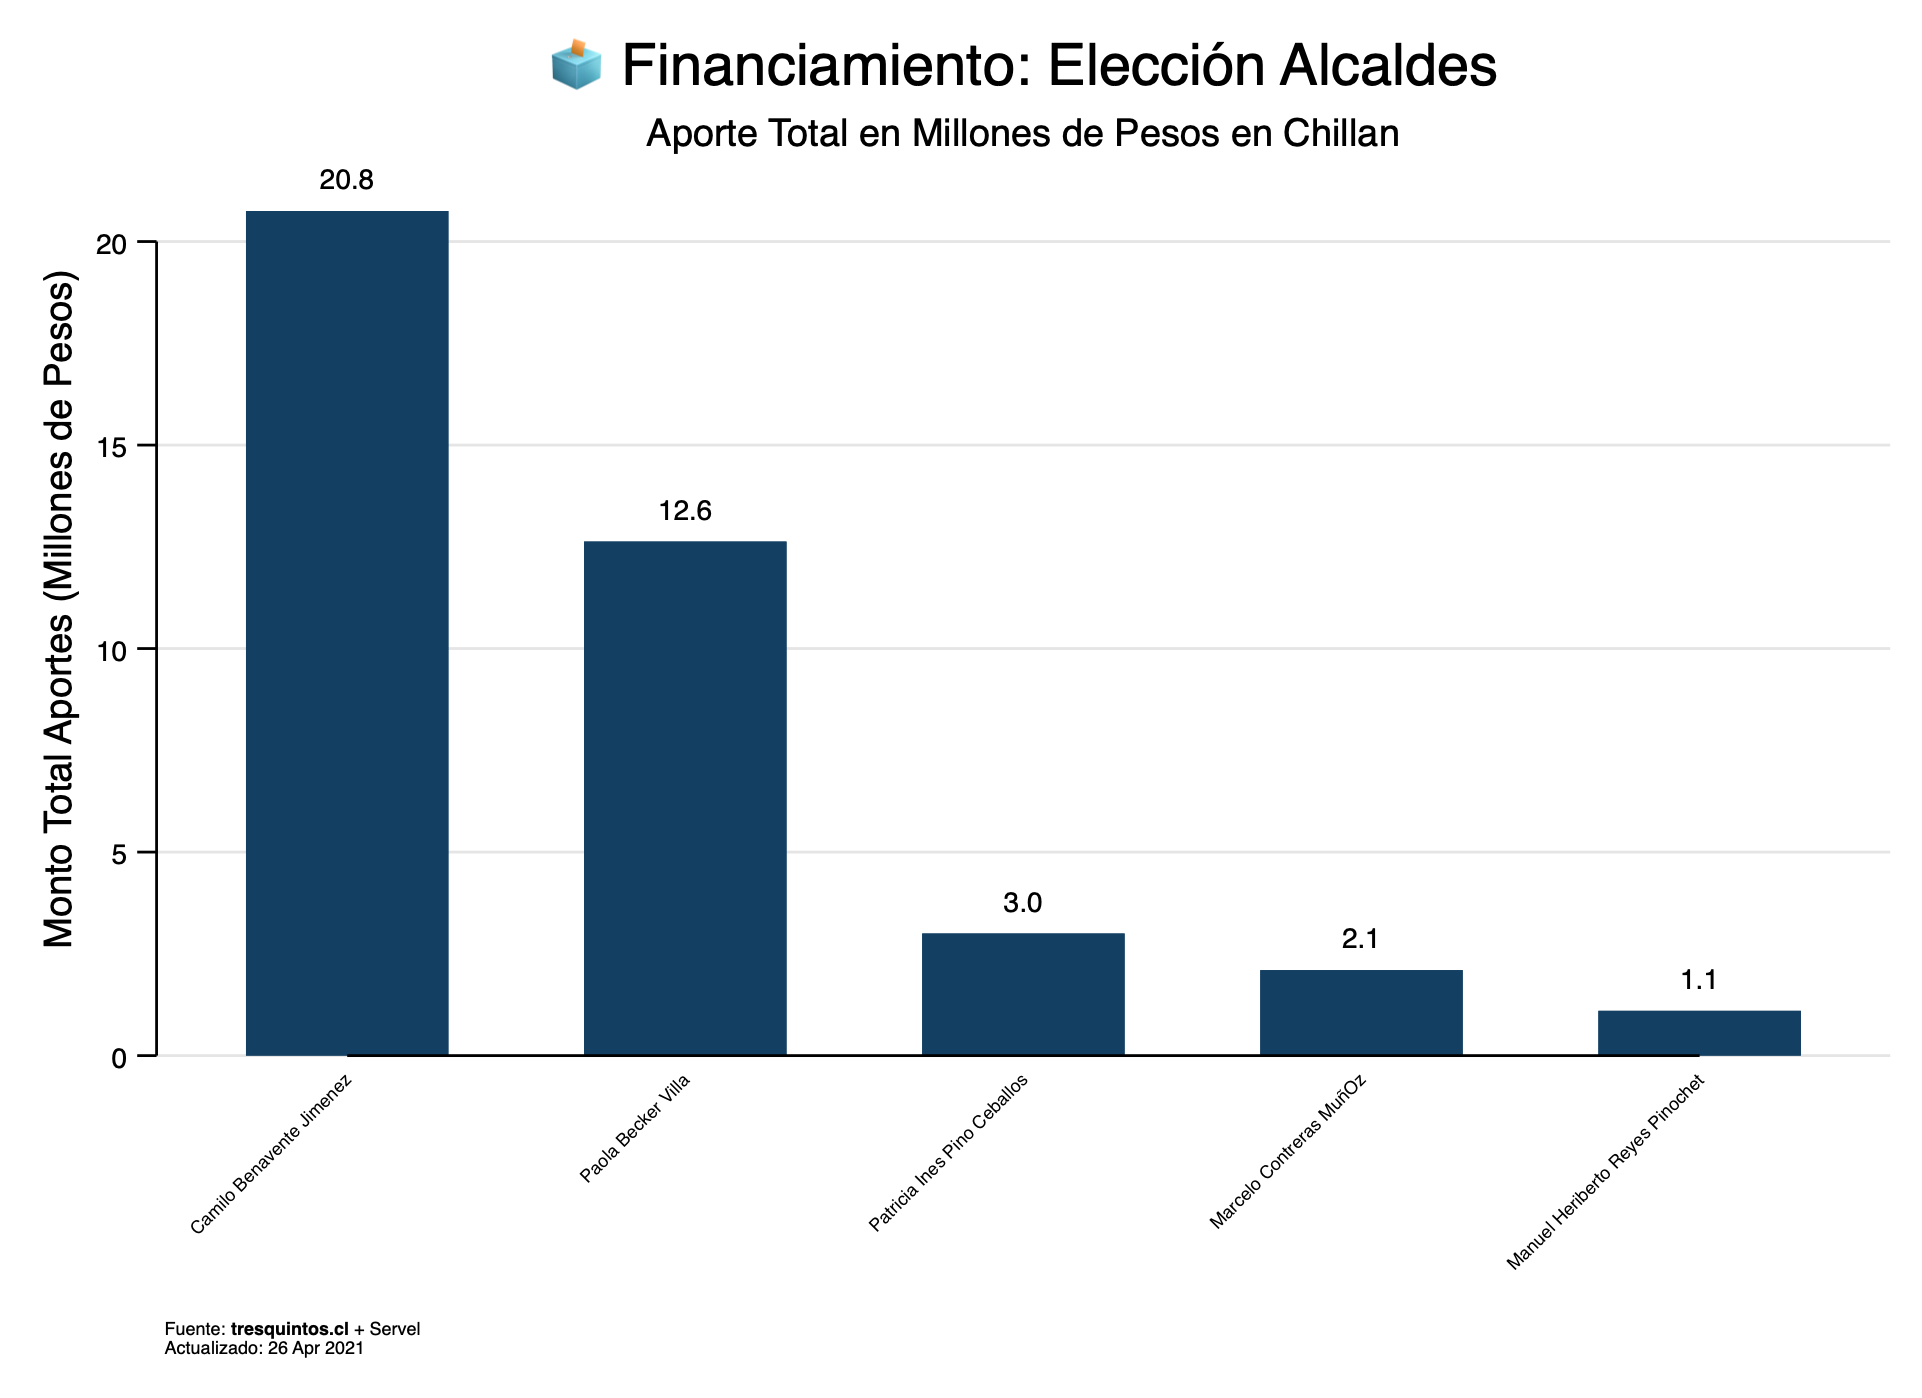 Financiamiento: Elección Alcaldes
Aporte Total en Millones de Pesos en Chillan
Monto Total Aportes (Millones de Pesos)
20
15
10
5
0
20.8
12.6
3.0
2.1
1.1
Camilo Benavente Jimenez
Paola Becker Villa
Patricia Ines Pino Ceballos
Marcelo Contreras MuñOz
Manuel Heriberto Reyes Pinochet
Fuente: tresquintos.cl + Servel
Actualizado: 26 Apr 2021